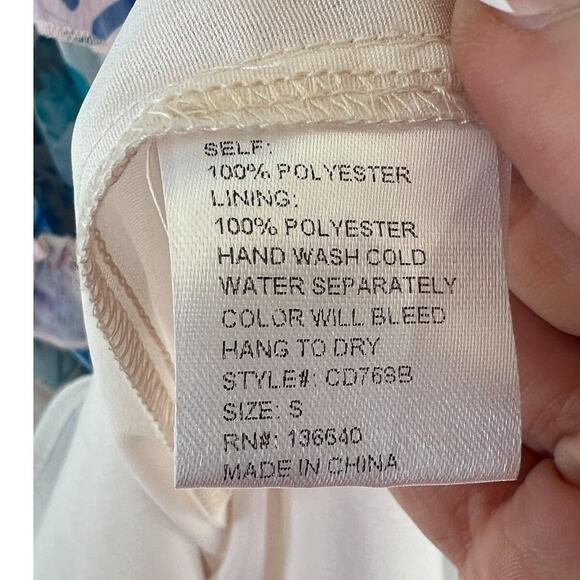 SELF:
100% POLYESTER
LINING:
100% POLYESTER
HAND WASH COLD
WATER SEPARATELY
COLOR WILL BLEED
HANG TO DRY
STYLE#: CD768B
SIZE: S
RN#: 136640
MADE IN CHINA